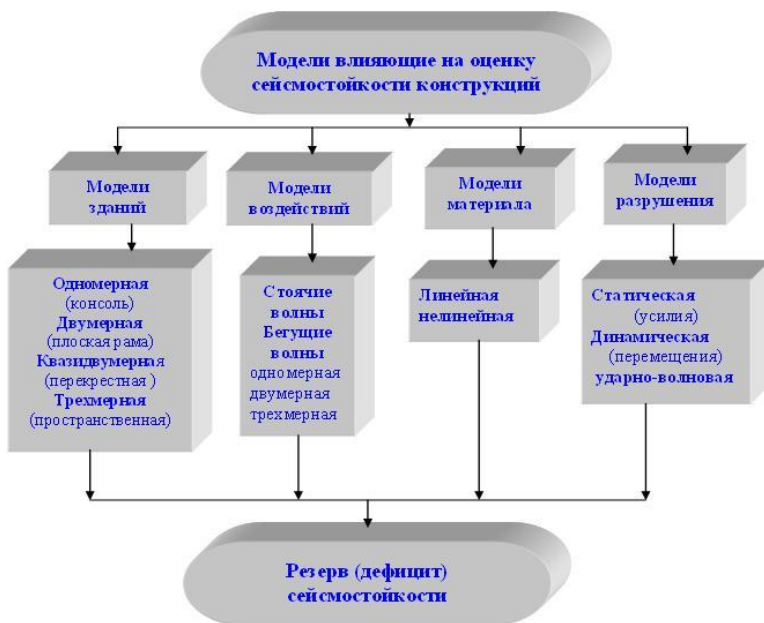 Модели влияющие на оценку
сейсмостойкости конструкций
Модели
зданий
Модели
воздействий
Модели
материала
Модели
разрушения
Одномерная
(консоль)
Двумерная
(плоская рама)
Квазидвумерная
(перекрестная )
Трехмерная
(пространственная)
Стоячие
волны
Бегущие
волны
одномерная
двумерная
трехмерная
Линейная
нелинейная
Статическая
(усилия)
Динамическая
(перемещения)
ударно-волновая
Резерв (дефицит)
сейсмостойкости